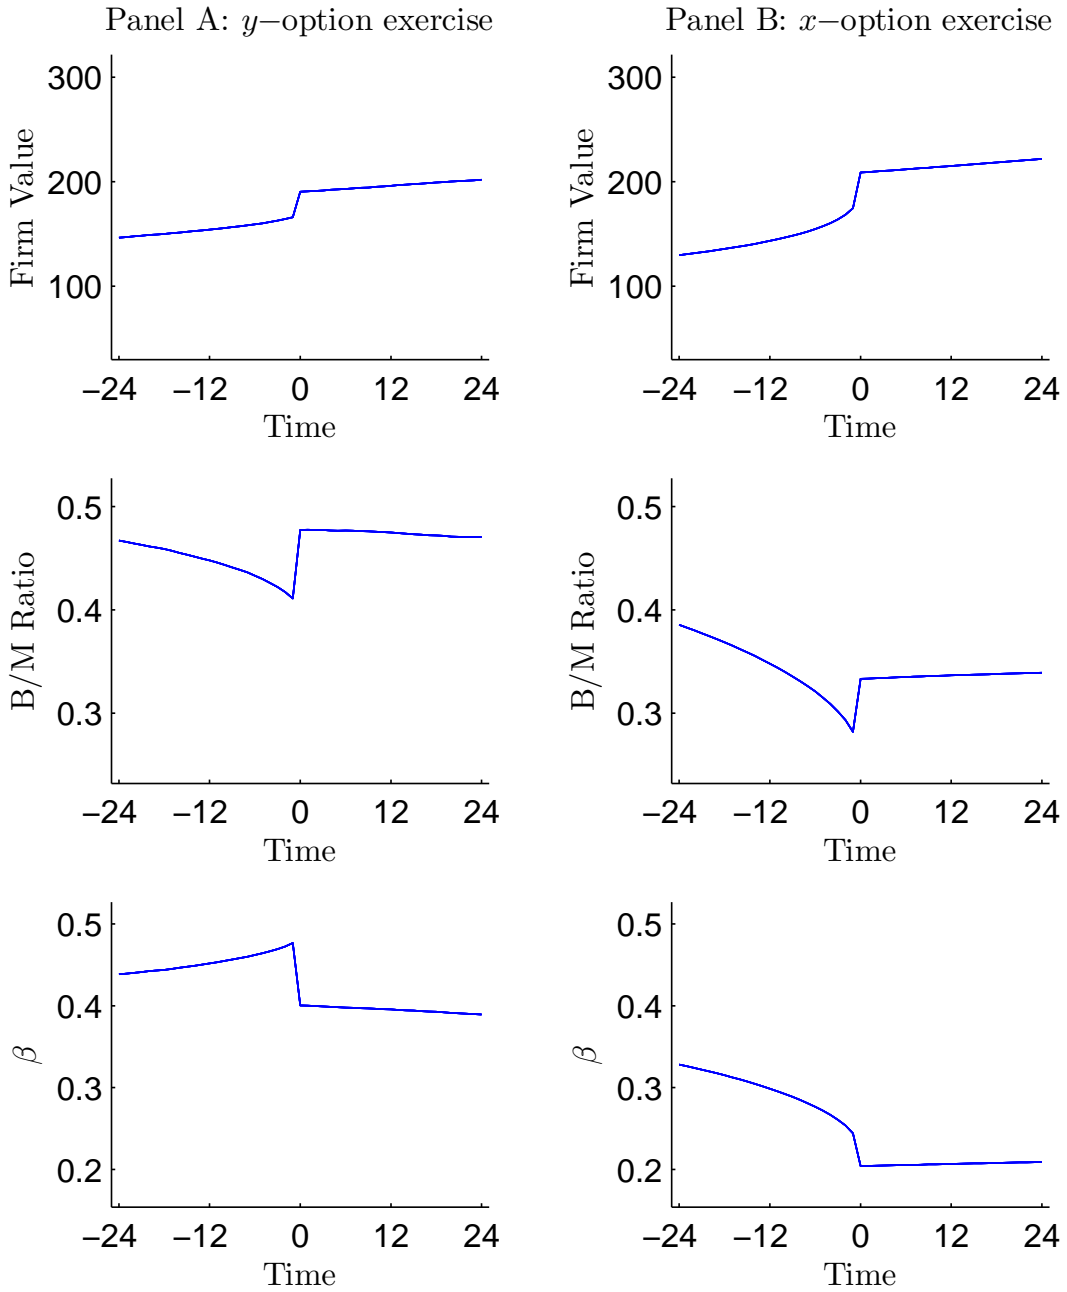 Panel A: y−option exercise
Panel B: x−option exercise
300
200
100
Firm Value
−24 −12 0 12 24
Time
300
200
100
Firm Value
−24 −12 0 12 24
Time
0.5
0.4
0.3
B/M Ratio
−24 −12 0 12 24
Time
0.5
0.4
0.3
B/M Ratio
−24 −12 0 12 24
Time
0.5
0.4
0.3
0.2
β
−24 −12 0 12 24
Time
0.5
0.4
0.3
0.2
β
−24 −12 0 12 24
Time